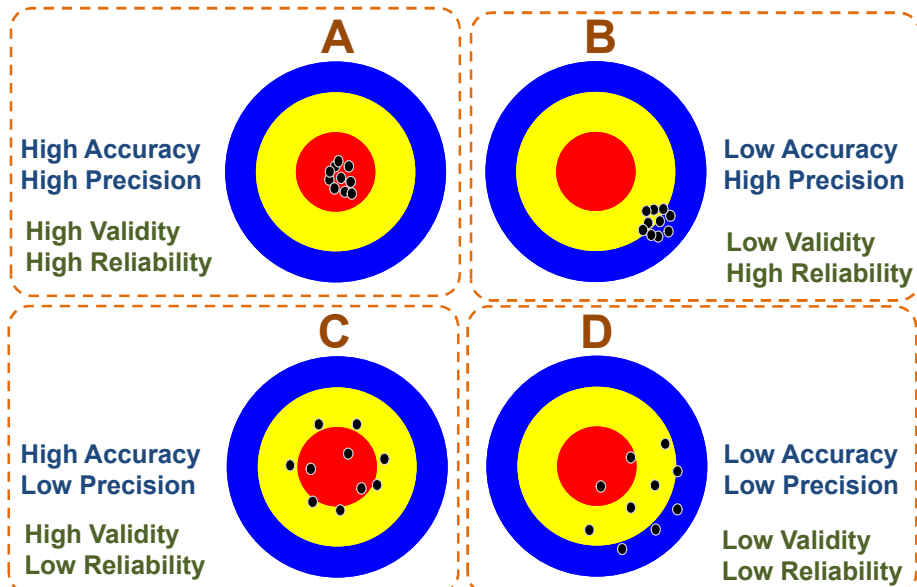 A
High Accuracy
High Precision
High Validity
High Reliability
B
Low Accuracy
High Precision
Low Validity
High Reliability
C
High Accuracy
Low Precision
High Validity
Low Reliability
D
Low Accuracy
Low Precision
Low Validity
Low Reliability